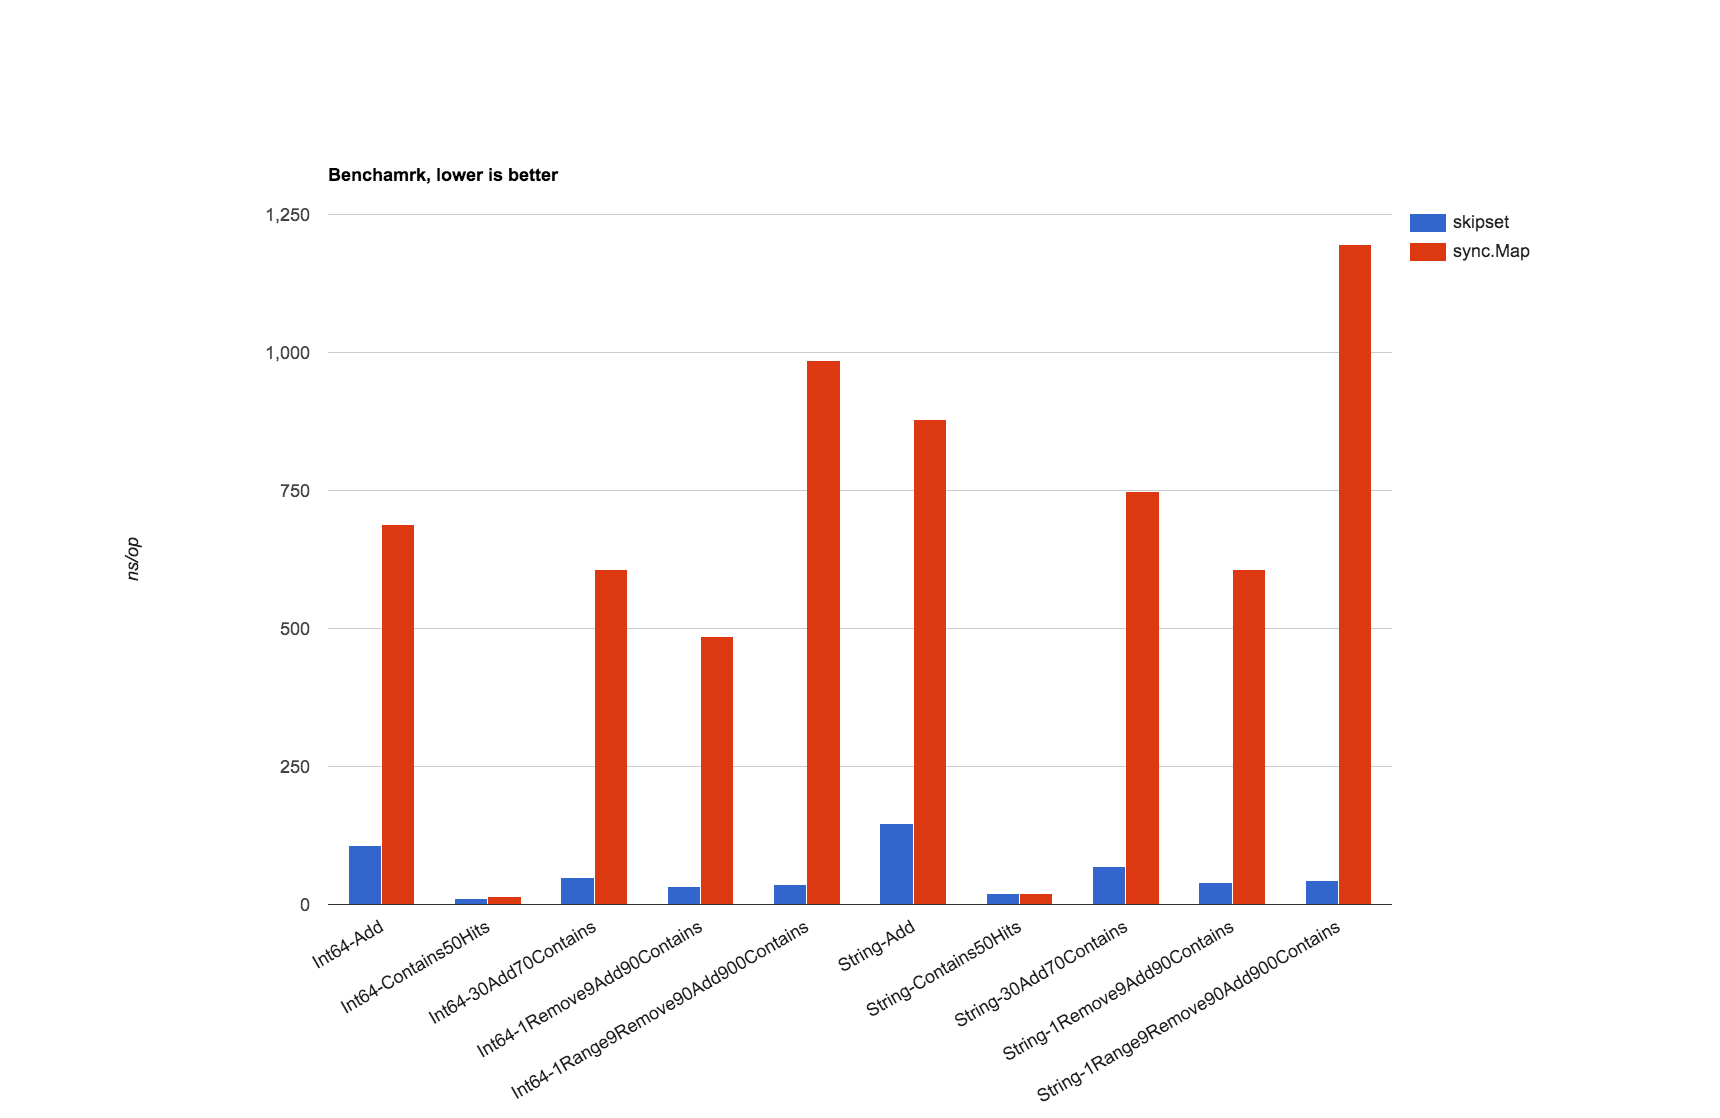 Benchamrk, lower is better
1,250
1,000
750
500
250
0
ns/op
skipset
sync.Map
Int64-Add
Int64-Contains50Hits
Int64-30Add70Contains
Int64-1Remove9Add90Contains
Int64-1Range9Remove90Add900Contains
String-Add
String-Contains50Hits
String-30Add70Contains
String-1Remove9Add90Contains
String-1Range9Remove90Add900Contains